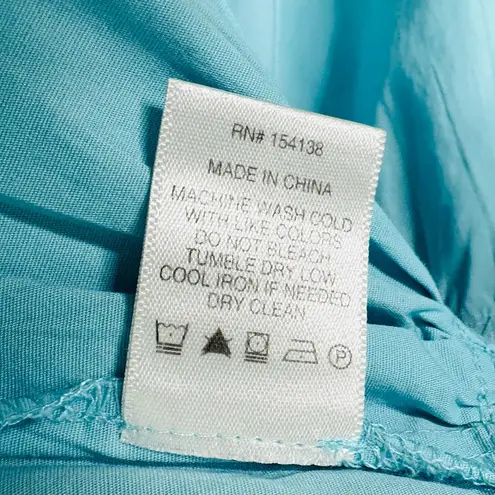 RN# 154138
MADE IN CHINA
MACHINE WASH COLD
WITH LIKE COLORS
DO NOT BLEACH
TUMBLE DRY LOW
COOL IRON IF NEEDED
DRY CLEAN
P